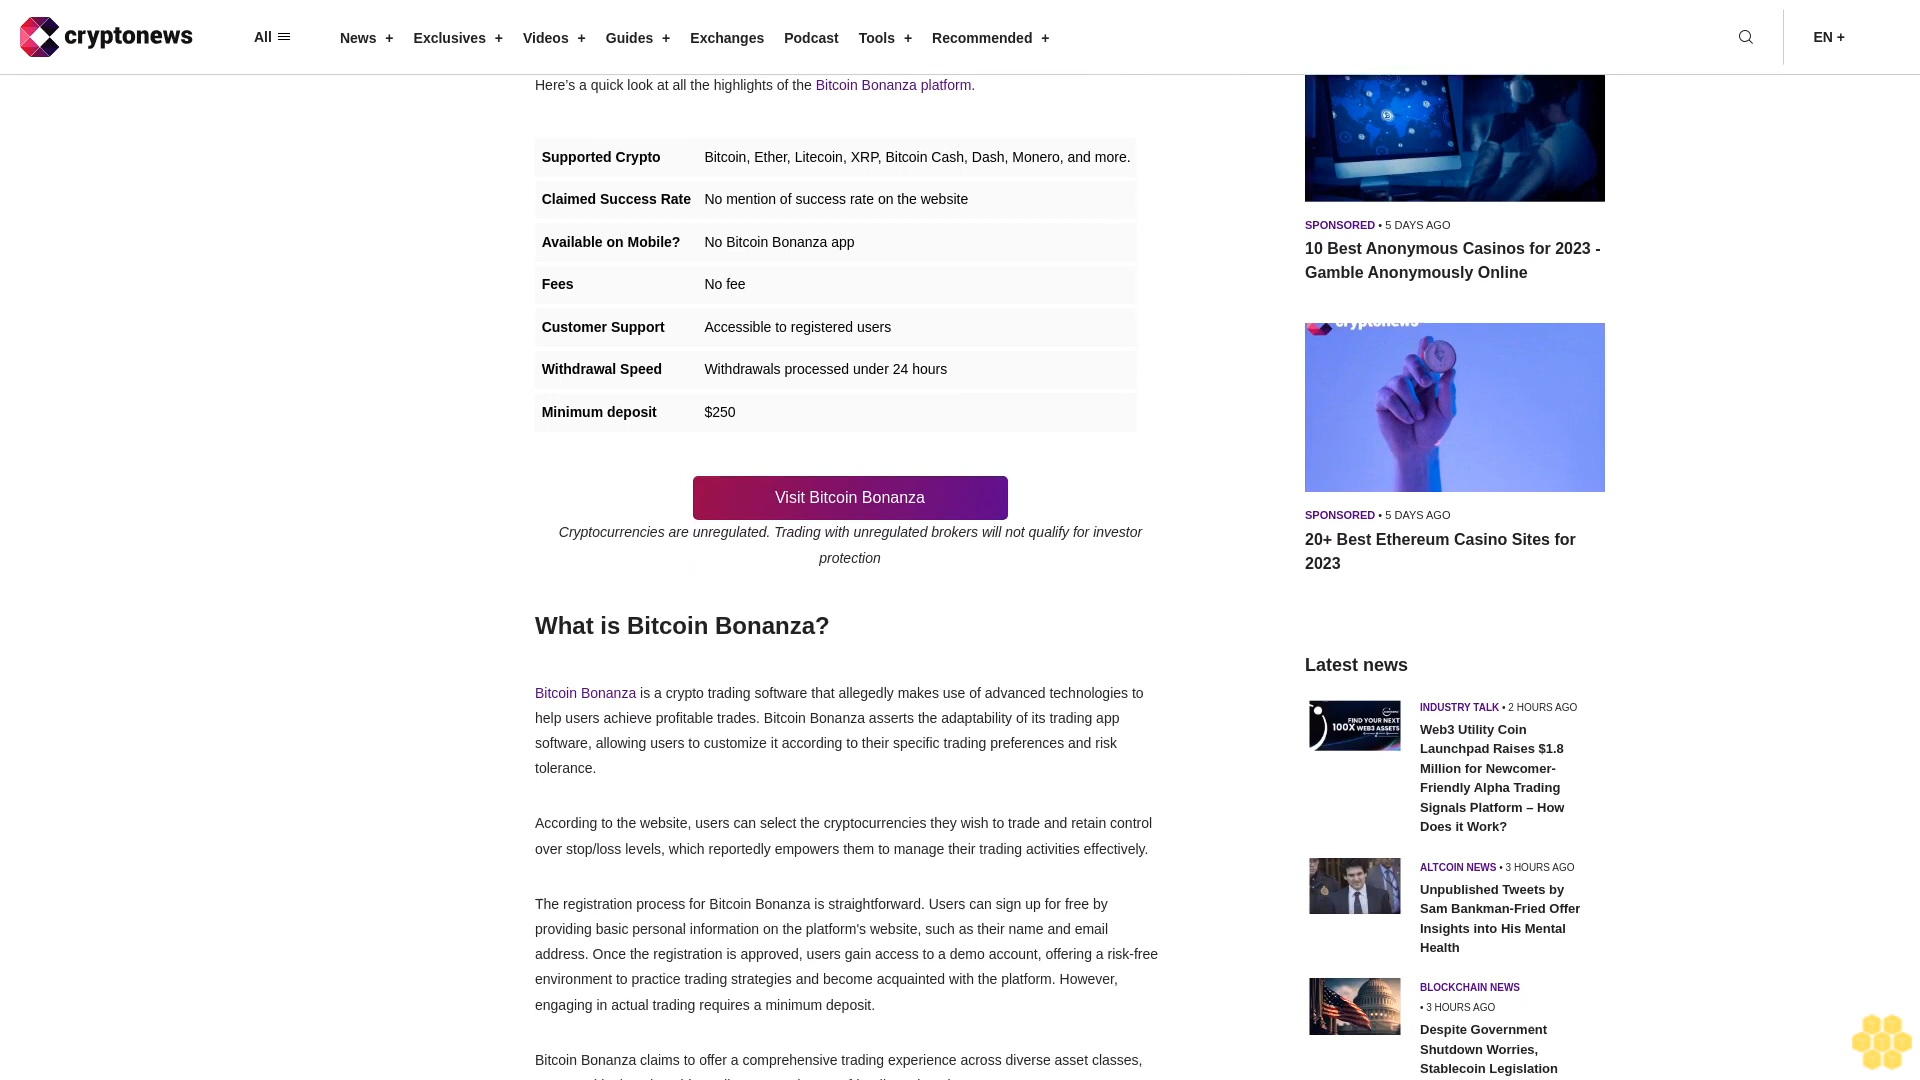 cryptonews
All
News +
Exclusives +
Videos +
Guides +
Exchanges
Podcast
Tools +
Recommended +
EN +
Here's a quick look at all the highlights of the Bitcoin Bonanza platform.
Supported Crypto Bitcoin, Ether, Litecoin, XRP, Bitcoin Cash, Dash, Monero, and more.
Claimed Success Rate No mention of success rate on the website
Available on Mobile? No Bitcoin Bonanza app
Fees No fee
Customer Support Accessible to registered users
Withdrawal Speed Withdrawals processed under 24 hours
Minimum deposit $250
Visit Bitcoin Bonanza
Cryptocurrencies are unregulated. Trading with unregulated brokers will not qualify for investor
protection
What is Bitcoin Bonanza?
Bitcoin Bonanza is a crypto trading software that allegedly makes use of advanced technologies to
help users achieve profitable trades. Bitcoin Bonanza asserts the adaptability of its trading app
software, allowing users to customize it according to their specific trading preferences and risk
tolerance.
According to the website, users can select the cryptocurrencies they wish to trade and retain control
over stop/loss levels, which reportedly empowers them to manage their trading activities effectively.
The registration process for Bitcoin Bonanza is straightforward. Users can sign up for free by
providing basic personal information on the platform's website, such as their name and email
address. Once the registration is approved, users gain access to a demo account, offering a risk-free
environment to practice trading strategies and become acquainted with the platform. However,
engaging in actual trading requires a minimum deposit.
Bitcoin Bonanza claims to offer a comprehensive trading experience across diverse asset classes,
SPONSORED • 5 DAYS AGO
10 Best Anonymous Casinos for 2023 -
Gamble Anonymously Online
cryptonews
SPONSORED • 5 DAYS AGO
20+ Best Ethereum Casino Sites for
2023
Latest news
FIND YOUR NEXT
100X WEB3 ASSETS
INDUSTRY TALK • 2 HOURS AGO
Web3 Utility Coin
Launchpad Raises $1.8
Million for Newcomer-
Friendly Alpha Trading
Signals Platform – How
Does it Work?
ALTCOIN NEWS • 3 HOURS AGO
Unpublished Tweets by
Sam Bankman-Fried Offer
Insights into His Mental
Health
BLOCKCHAIN NEWS
• 3 HOURS AGO
Despite Government
Shutdown Worries,
Stablecoin Legislation